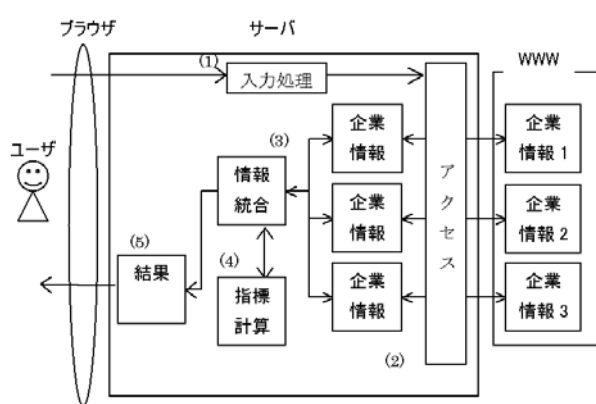 ブラウザ
サーバ
WWW
(1)
入力処理
ユーザ
(3)
企業
情報
企業
情報 1
情報
統合
ア
ク
セ
ス
企業
情報
企業
情報 2
(5)
結果
(4)
指標
計算
企業
情報
企業
情報 3
(2)